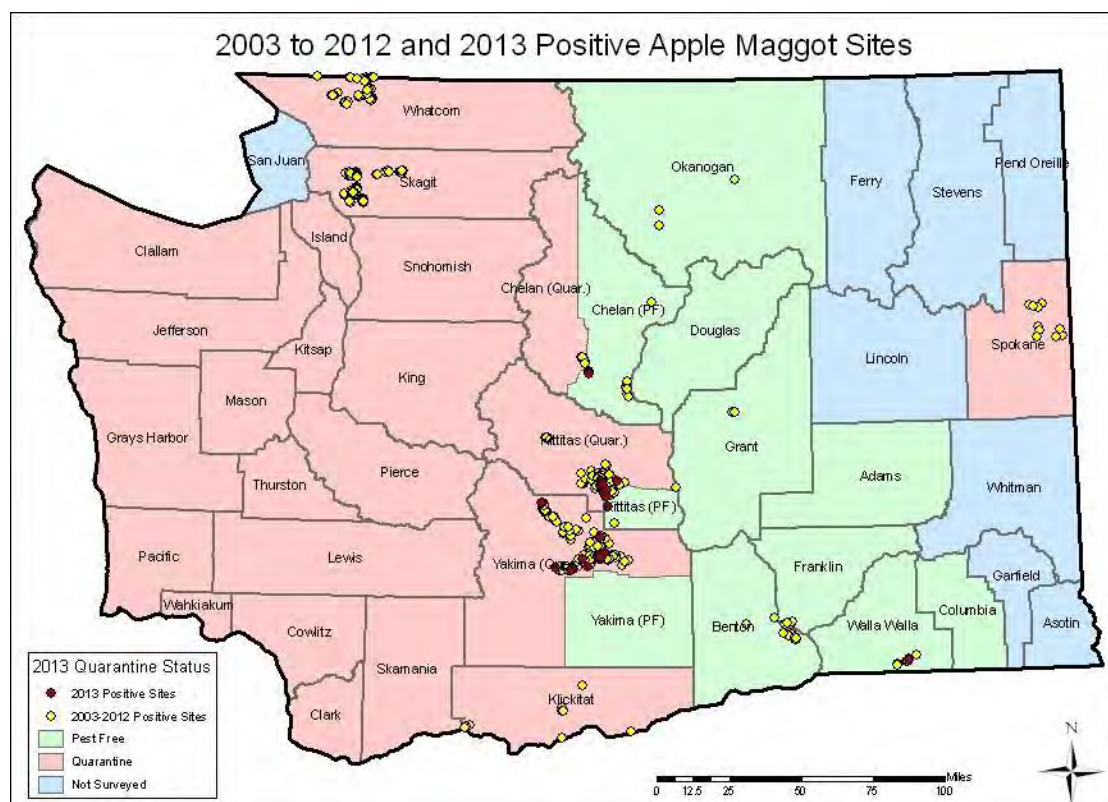 2003 to 2012 and 2013 Positive Apple Maggot Sites
Whatcom
San Juan
Skagit
Okanogan
Ferry
Stevens
Pend Oreille
Clallam
Island
Snohomish
Chelan (Quar.)
Chelan (PF)
Douglas
Jefferson
Kitsap
King
Lincoln
Spokane
Mason
Grays Harbor
Kittitas (Quar.)
Grant
Pierce
Adams
Thurston
Kittitas (PF)
Whitman
Pacific
Lewis
Yakima (Quar.)
Franklin
Garfield
Wahkiakum
Cowlitz
Yakima (PF)
Benton
Walla Walla
Columbia
Asotin
Skamania
Klickitat
Clark
2013 Quarantine Status
2013 Positive Sites
2003-2012 Positive Sites
Pest Free
Quarantine
Not Surveyed
N
Miles
0 12.5 25 50 75 100